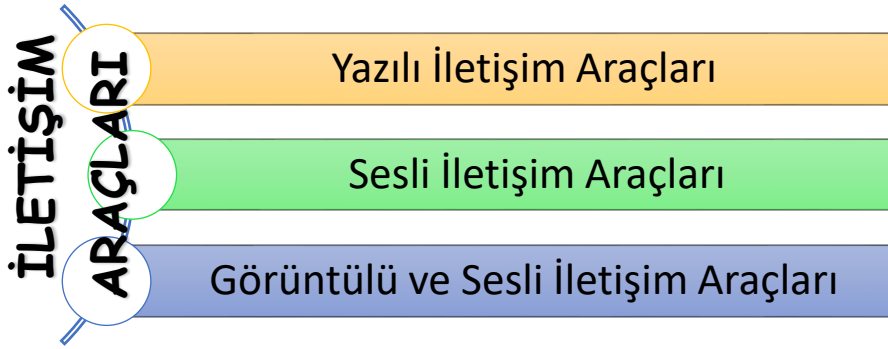 İLETİŞİM
ARAÇLARI
Yazılı İletişim Araçları
Sesli İletişim Araçları
Görüntülü ve Sesli İletişim Araçları